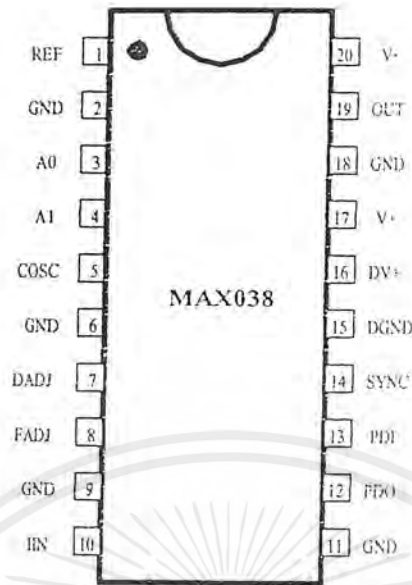 REF 1 20 V-
GND 2 19 OUT
A0 3 18 GND
A1 4 17 V+
COSC 5 16 DV+
MAX038
GND 6 15 DGND
DADJ 7 14 SYNC
FADJ 8 13 PDI
GND 9 12 PDO
IIN 10 11 GND